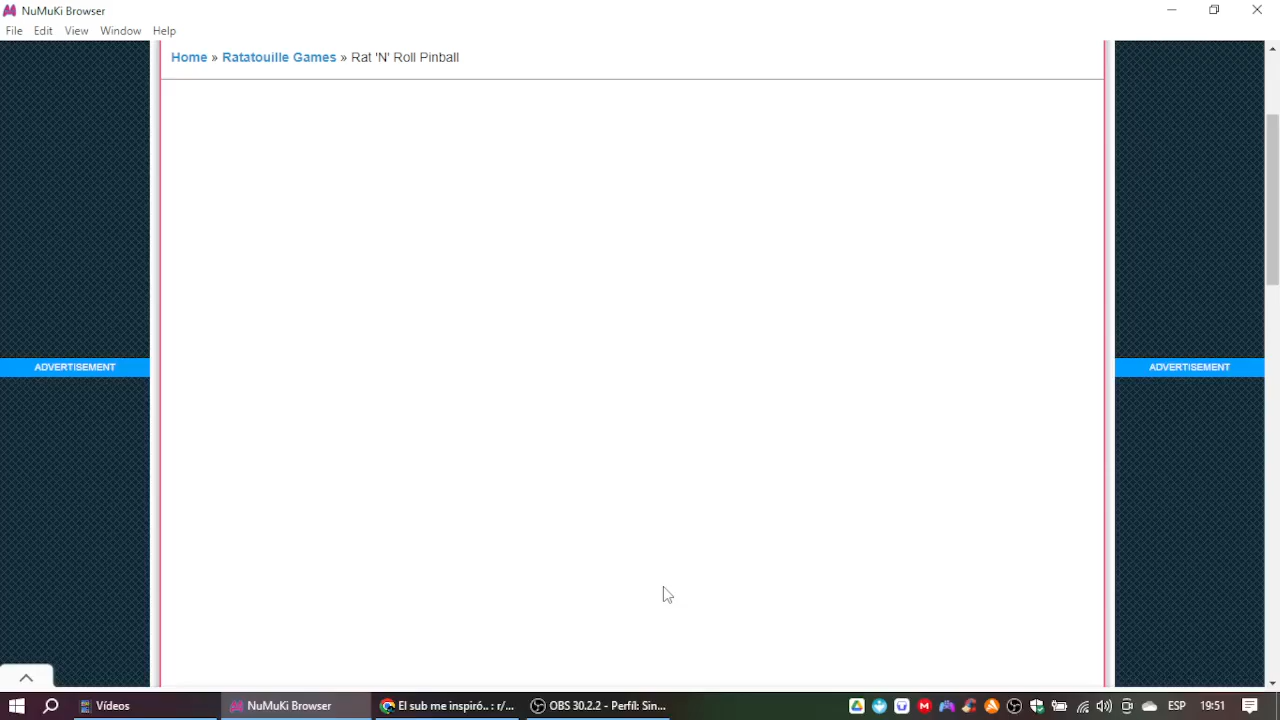 NuMuKi Browser
File Edit View Window Help
Home » Ratatouille Games » Rat 'N' Roll Pinball
ADVERTISEMENT
ADVERTISEMENT
Vídeos
NuMuKi Browser
El sub me inspiró.. : r/...
OBS 30.2.2 - Perfil: Sin...
ESP
19:51